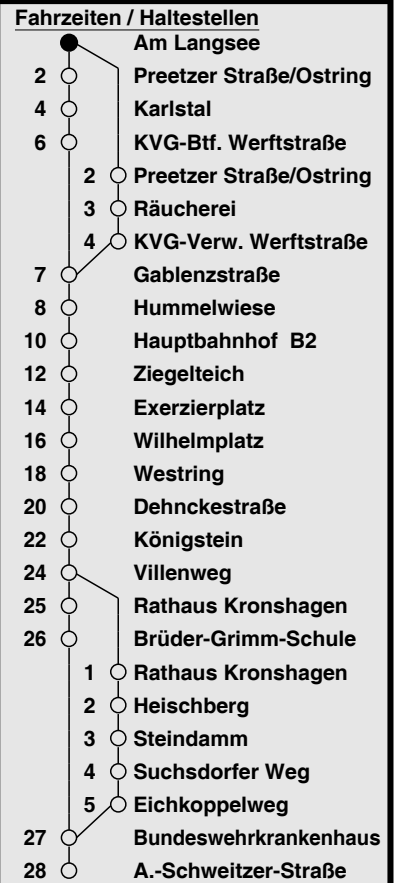 Fahrzeiten / Haltestellen
Am Langsee
2 Preetzer Straße/Ostring
4 Karlstal
6 KVG-Btf. Werftstraße
2 Preetzer Straße/Ostring
3 Räucherei
4 KVG-Verw. Werftstraße
7 Gablenzstraße
8 Hummelwiese
10 Hauptbahnhof B2
12 Ziegelteich
14 Exerzierplatz
16 Wilhelmplatz
18 Westring
20 Dehnckestraße
22 Königstein
24 Villenweg
25 Rathaus Kronshagen
26 Brüder-Grimm-Schule
1 Rathaus Kronshagen
2 Heischberg
3 Steindamm
4 Suchsdorfer Weg
5 Eichkoppelweg
27 Bundeswehrkrankenhaus
28 A.-Schweitzer-Straße